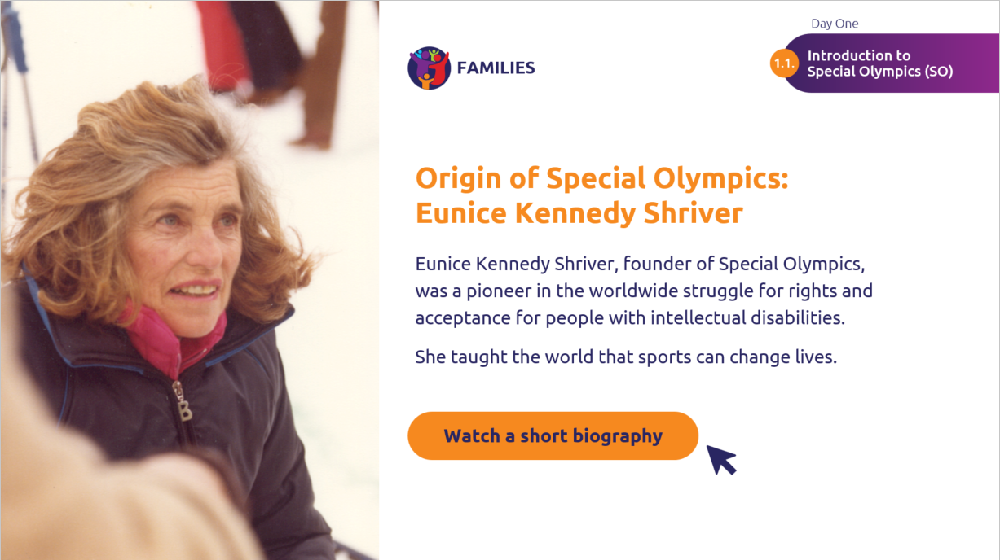 Day One
FAMILIES
1.1.
Introduction to
Special Olympics (SO)
Origin of Special Olympics:
Eunice Kennedy Shriver
Eunice Kennedy Shriver, founder of Special Olympics,
was a pioneer in the worldwide struggle for rights and
acceptance for people with intellectual disabilities.
She taught the world that sports can change lives.
Watch a short biography
B